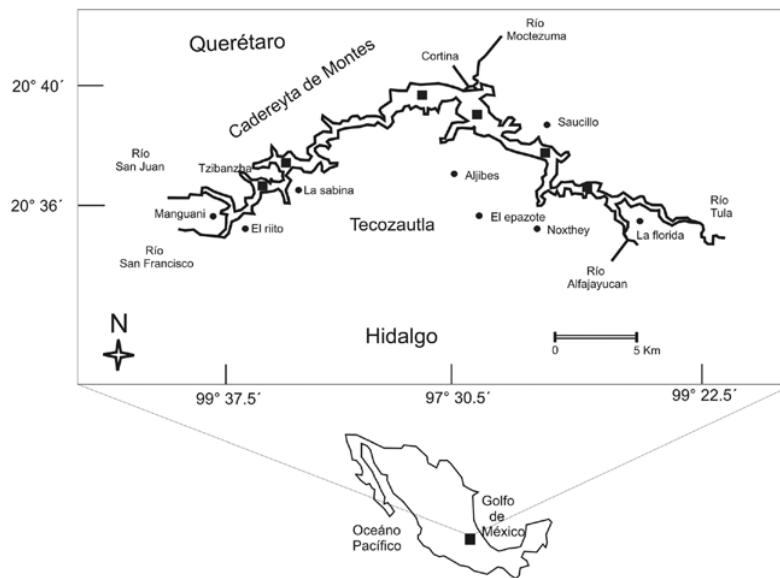 Querétaro
Río
Moctezuma
Cortina
20° 40´
Cadereyta de Montes
Saucillo
Río
San Juan
Tzibanzha
La sabina
Aljibes
20° 36´
Manguani
El riito
Tecozautla
El epazote
Noxthey
La florida
Río
Tula
Río
San Francisco
Río
Alfajayucan
N
Hidalgo
0
5 Km
99° 37.5´
97° 30.5´
99° 22.5´
Golfo
de
México
Oceáno
Pacífico